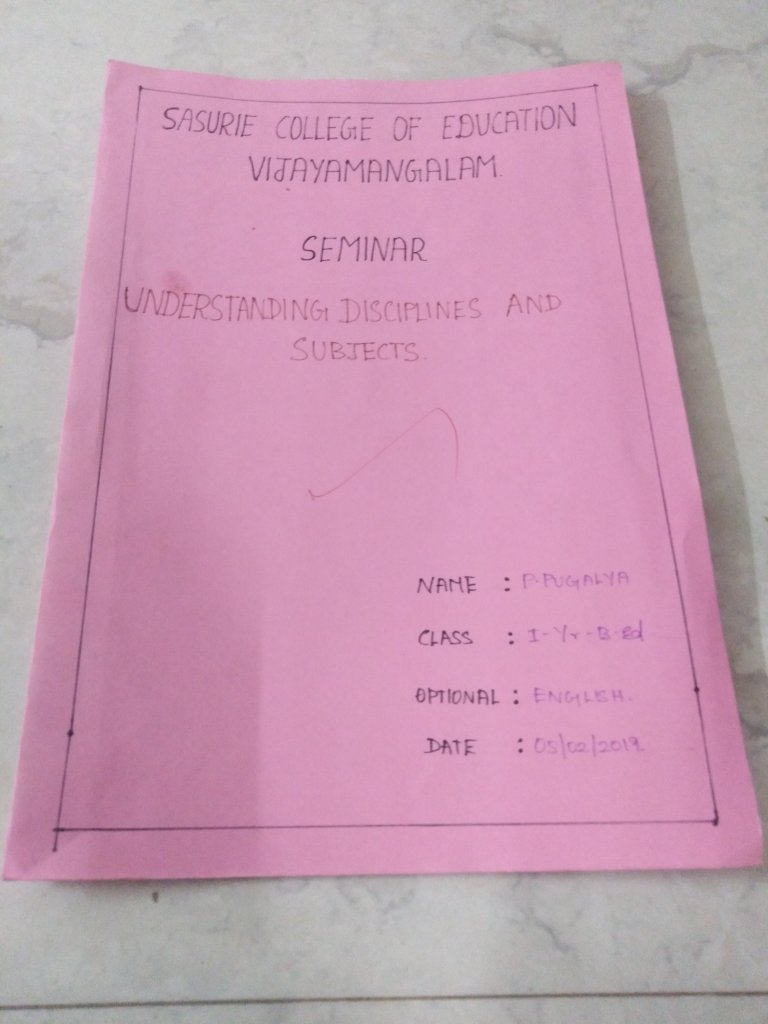 SASURIE COLLEGE OF EDUCATION
VIJAYAMANGALAM.
SEMINAR
UNDERSTANDING DISCIPLINES AND
SUBJECTS.
NAME : P. PUGALYA
CLASS : I-Yr-B.Ed
OPTIONAL : ENGLISH.
DATE : 05/02/2019.